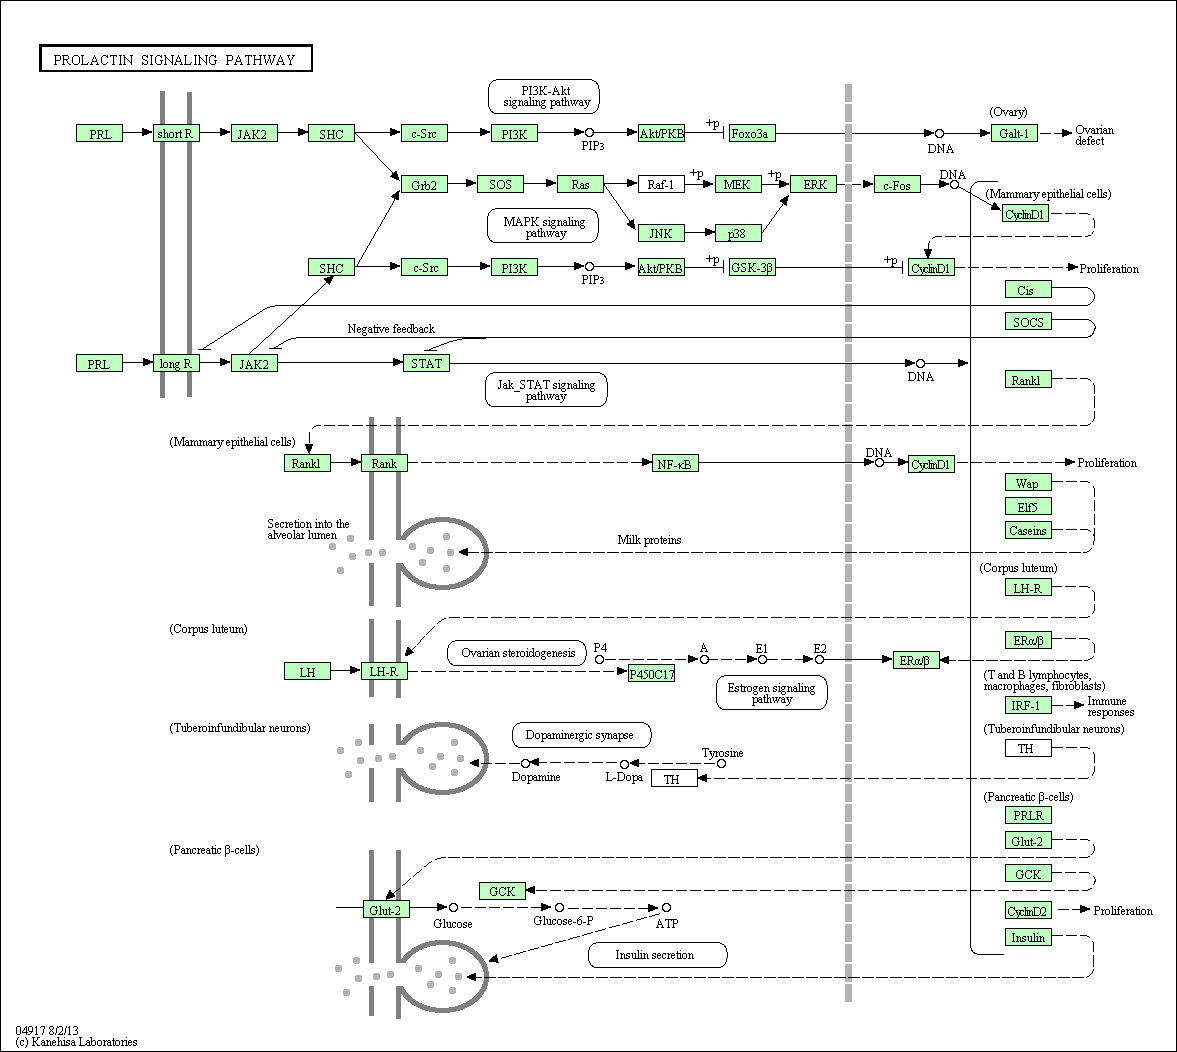 PROLACTIN SIGNALING PATHWAY
PI3K-Akt
signaling pathway
(Ovary)
PRL
short R
JAK2
SHC
c-Src
PI3K
PIP3
Akt/PKB
+p
Foxo3a
DNA
Galt-1
Ovarian
defect
Grb2
SOS
Ras
Raf-1
+p
MEK
+p
ERK
c-Fos
DNA
(Mammary epithelial cells)
CyclinD1
MAPK signaling
pathway
JNK
p38
SHC
c-Src
PI3K
PIP3
Akt/PKB
+p
GSK-3β
+p
CyclinD1
Proliferation
Cis
SOCS
Negative feedback
PRL
long R
JAK2
STAT
DNA
Jak_STAT signaling
pathway
Rankl
(Mammary epithelial cells)
Rankl
Rank
NF-κB
DNA
CyclinD1
Proliferation
Wap
Elf5
Caseins
Secretion into the
alveolar lumen
Milk proteins
(Corpus luteum)
LH-R
(Corpus luteum)
LH
LH-R
Ovarian steroidogenesis
P4
A
E1
E2
P450C17
Estrogen signaling
pathway
ERα/β
ERα/β
(T and B lymphocytes,
macrophages, fibroblasts)
IRF-1
Immune
responses
(Tuberoinfundibular neurons)
TH
(Tuberoinfundibular neurons)
Dopaminergic synapse
Dopamine
L-Dopa
Tyrosine
TH
(Pancreatic β-cells)
PRLR
Glut-2
GCK
CyclinD2
Proliferation
Insulin
(Pancreatic β-cells)
Glut-2
Glucose
GCK
Glucose-6-P
ATP
Insulin secretion
04917 8/2/13
(c) Kanehisa Laboratories